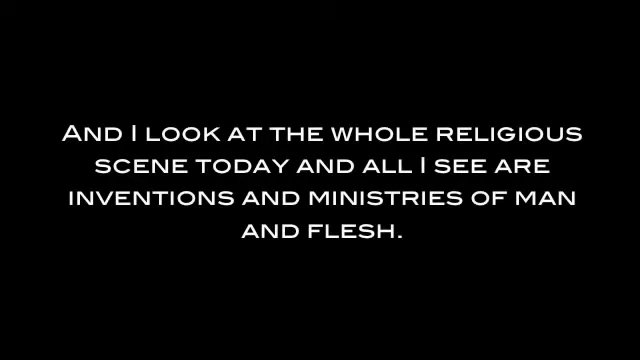 And I look at the whole religious
scene today and all I see are
inventions and ministries of man
and flesh.